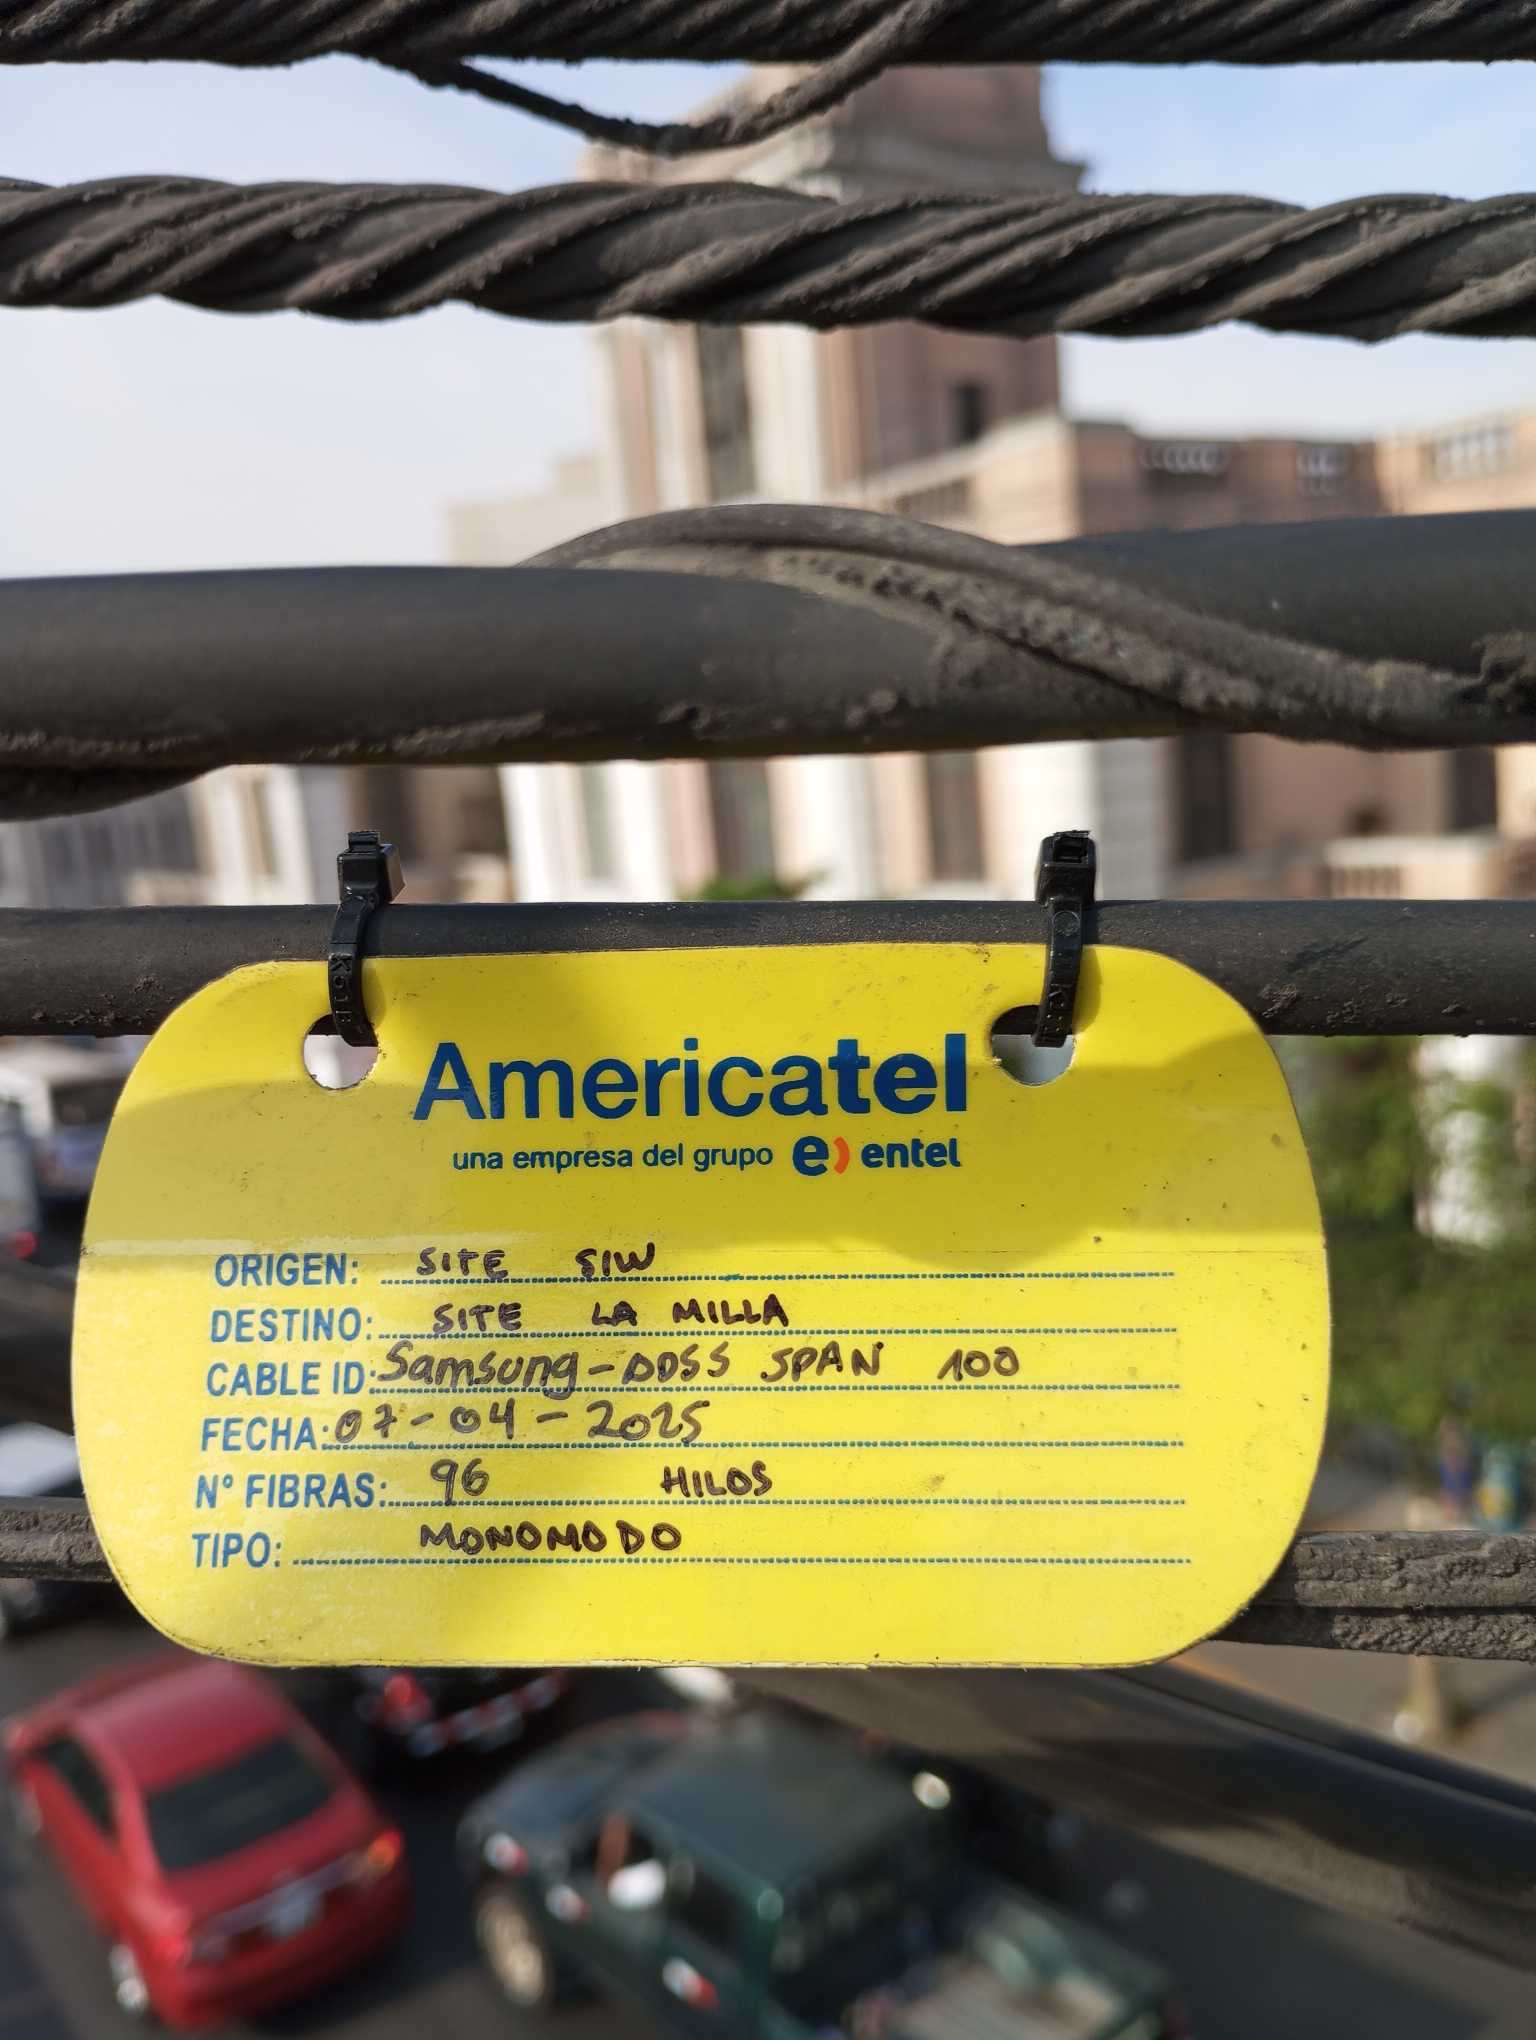 Americatel
una empresa del grupo e) entel
ORIGEN: SITE SIW
DESTINO: SITE LA MILLA
CABLE ID: Samsung-DDSS SPAN 100
FECHA: 07-04-2025
N° FIBRAS: 96 HILOS
TIPO: MONOMODO